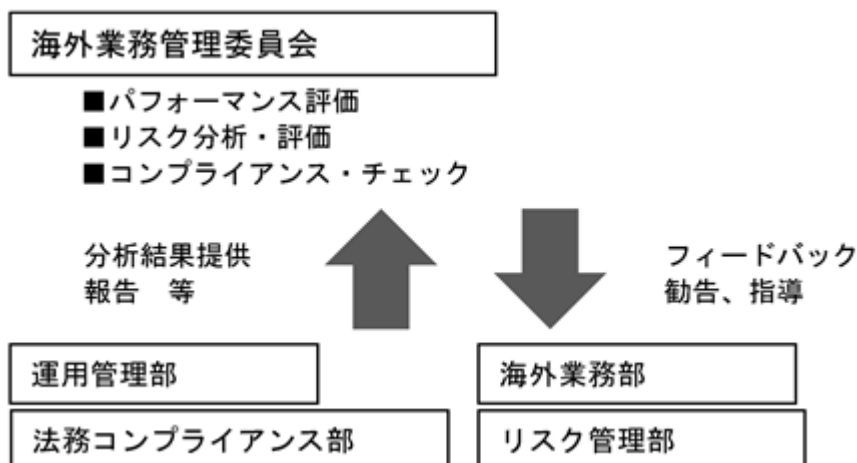 海外業務管理委員会
■パフォーマンス評価
■リスク分析・評価
■コンプライアンス・チェック
分析結果提供
報告　等
フィードバック
勧告、指導
運用管理部
海外業務部
法務コンプライアンス部
リスク管理部